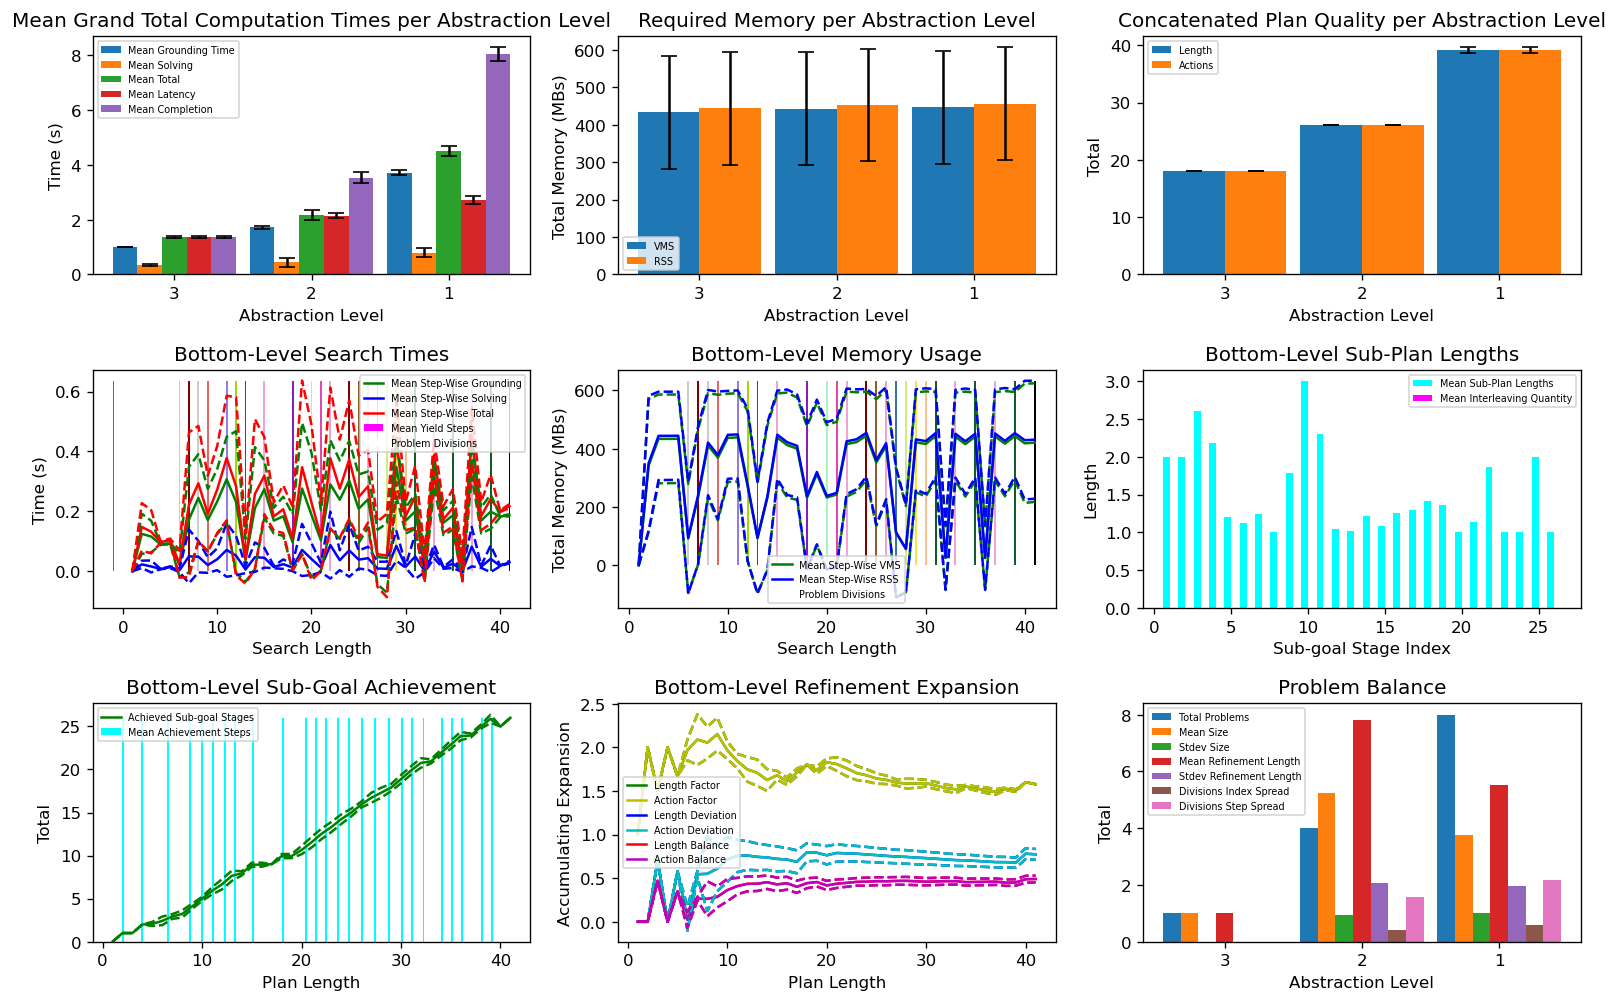 Mean Grand Total Computation Times per Abstraction Level
Time (s)
8
6
4
2
0
Mean Grounding Time
Mean Solving
Mean Total
Mean Latency
Mean Completion
3 2 1
Abstraction Level
Required Memory per Abstraction Level
Total Memory (MBs)
600
500
400
300
200
100
0
VMS
RSS
3 2 1
Abstraction Level
Concatenated Plan Quality per Abstraction Level
Total
40
30
20
10
0
Length
Actions
3 2 1
Abstraction Level
Bottom-Level Search Times
Time (s)
0.6
0.4
0.2
0.0
Mean Step-Wise Grounding
Mean Step-Wise Solving
Mean Step-Wise Total
Mean Yield Steps
Problem Divisions
0 10 20 30 40
Search Length
Bottom-Level Memory Usage
Total Memory (MBs)
600
400
200
0
Mean Step-Wise VMS
Mean Step-Wise RSS
Problem Divisions
0 10 20 30 40
Search Length
Bottom-Level Sub-Plan Lengths
Length
3.0
2.5
2.0
1.5
1.0
0.5
0.0
Mean Sub-Plan Lengths
Mean Interleaving Quantity
0 5 10 15 20 25
Sub-goal Stage Index
Bottom-Level Sub-Goal Achievement
Total
25
20
15
10
5
0
Achieved Sub-goal Stages
Mean Achievement Steps
0 10 20 30 40
Plan Length
Bottom-Level Refinement Expansion
Accumulating Expansion
2.5
2.0
1.5
1.0
0.5
0.0
Length Factor
Action Factor
Length Deviation
Action Deviation
Length Balance
Action Balance
0 10 20 30 40
Plan Length
Problem Balance
Total
8
6
4
2
0
Total Problems
Mean Size
Stdev Size
Mean Refinement Length
Stdev Refinement Length
Divisions Index Spread
Divisions Step Spread
3 2 1
Abstraction Level